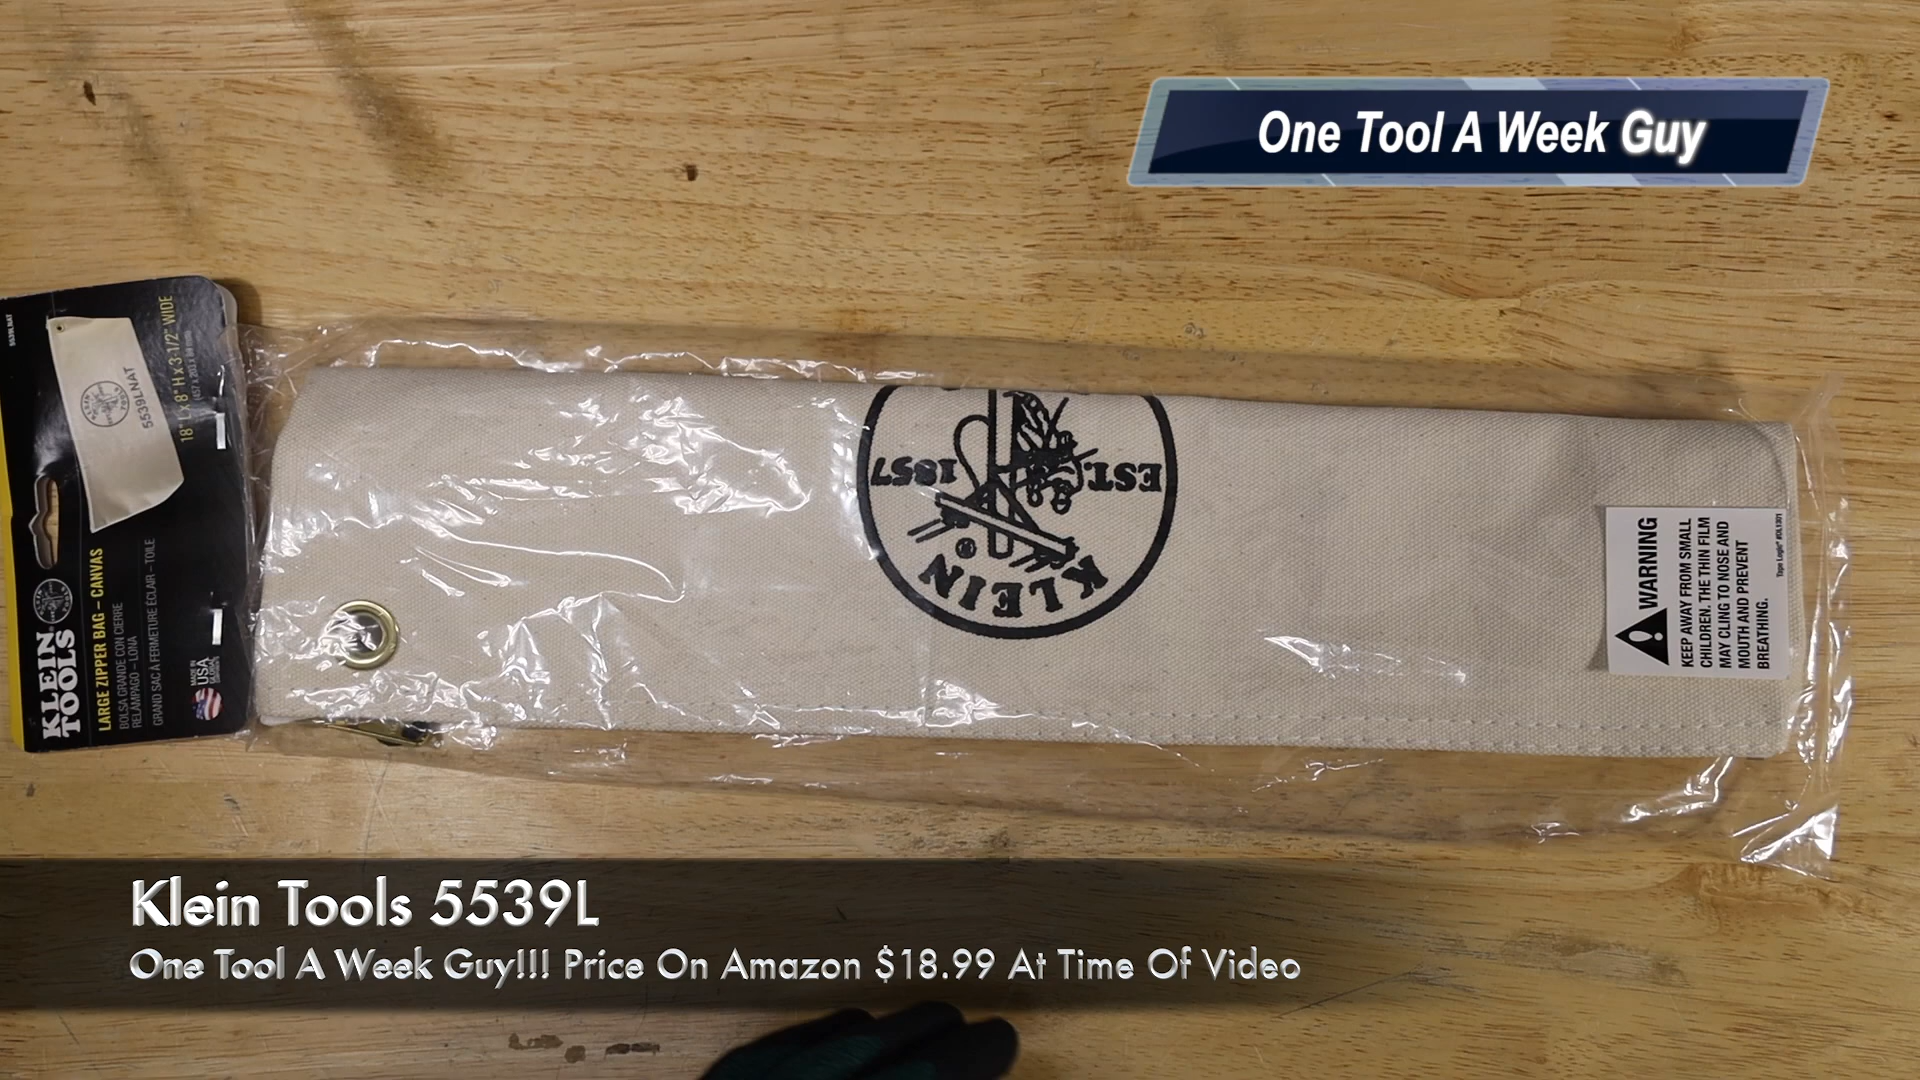 One Tool A Week Guy
5539LNAT
KLEIN
TOOLS
5539LNAT
18" L x 8" H x 3-1/2" WIDE
KLEIN
TOOLS
LARGE ZIPPER BAG – CANVAS
BOLSA GRANDE CON CIERRE
RELÁMPAGO – LONA
GRAND SAC À FERMETURE ÉCLAIR – TOILE
MADE IN
USA
EST. 1857
KLEIN®
WARNING
KEEP AWAY FROM SMALL
CHILDREN. THE THIN FILM
MAY CLING TO NOSE AND
MOUTH AND PREVENT
BREATHING.
Klein Tools 5539L
One Tool A Week Guy!!! Price On Amazon $18.99 At Time Of Video